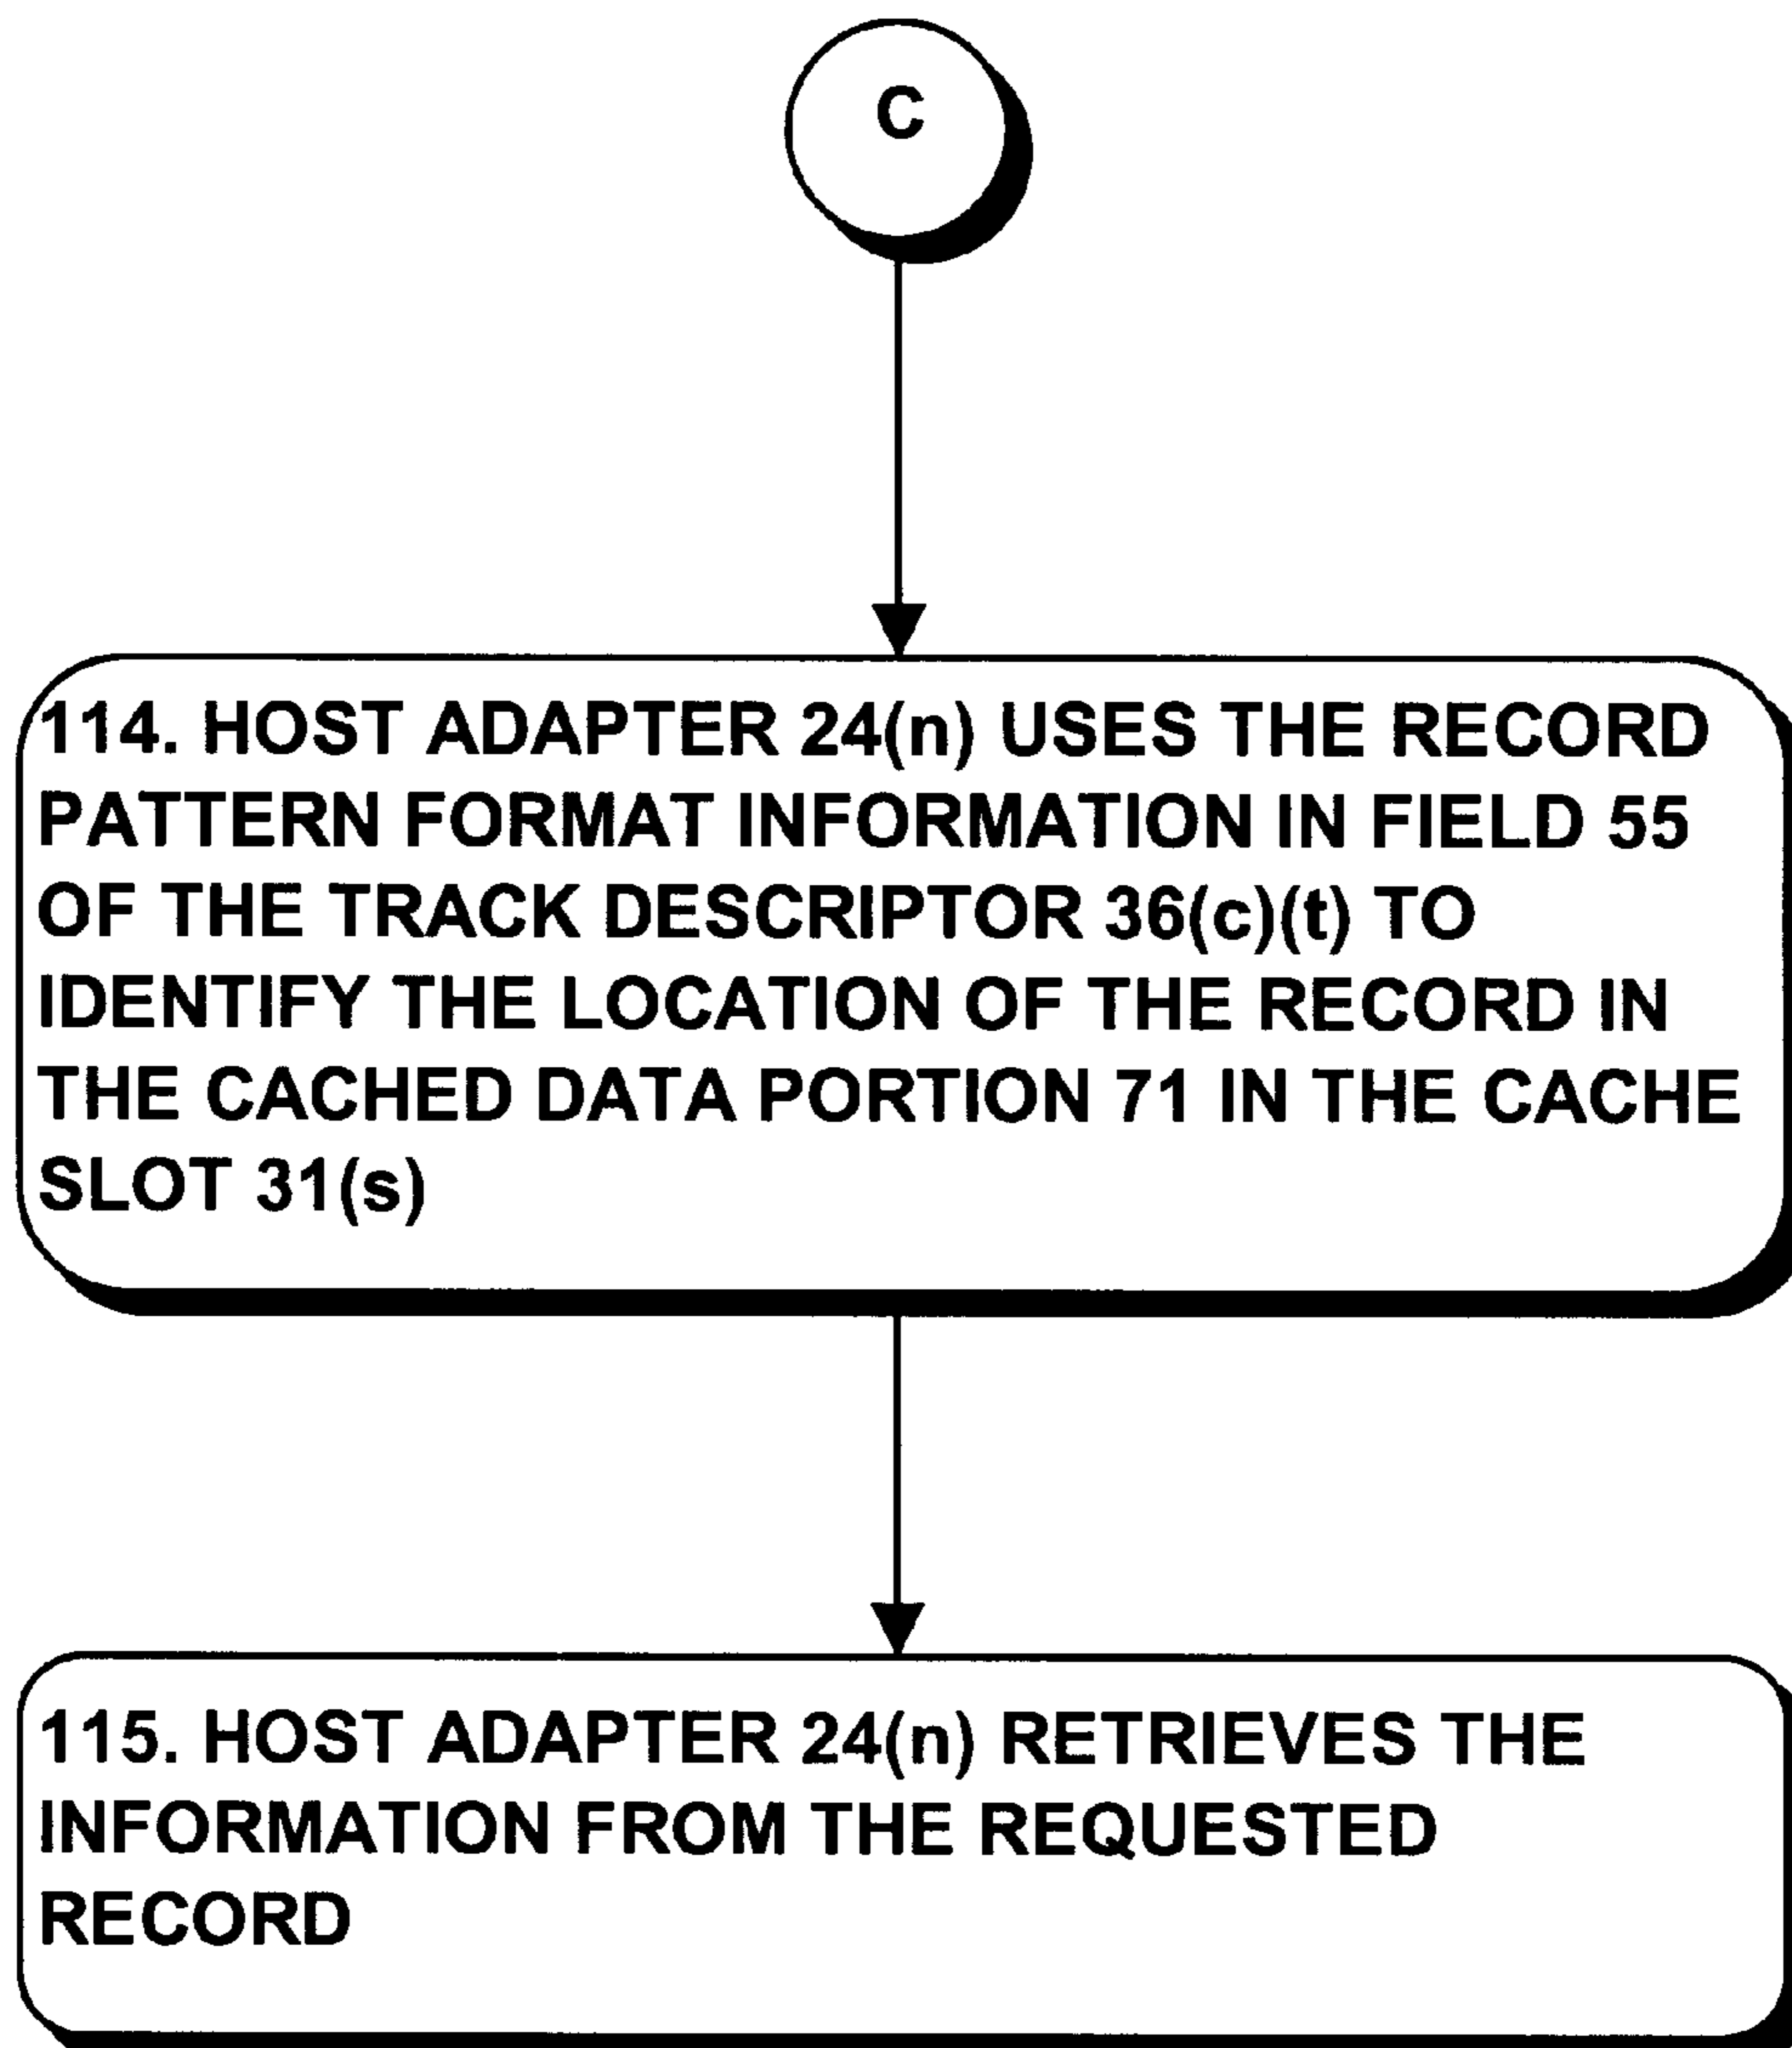 C
114. HOST ADAPTER 24(n) USES THE RECORD
PATTERN FORMAT INFORMATION IN FIELD 55
OF THE TRACK DESCRIPTOR 36(c)(t) TO
IDENTIFY THE LOCATION OF THE RECORD IN
THE CACHED DATA PORTION 71 IN THE CACHE
SLOT 31(s)
115. HOST ADAPTER 24(n) RETRIEVES THE
INFORMATION FROM THE REQUESTED
RECORD